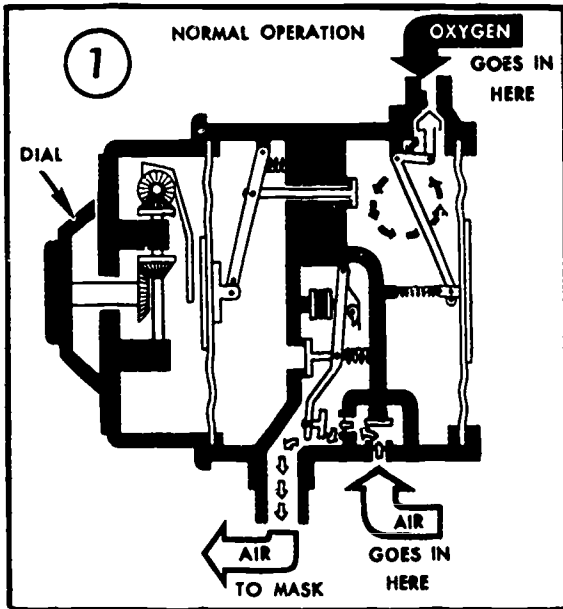 1
NORMAL OPERATION
OXYGEN
GOES IN
HERE
DIAL
AIR
TO MASK
AIR
GOES IN
HERE